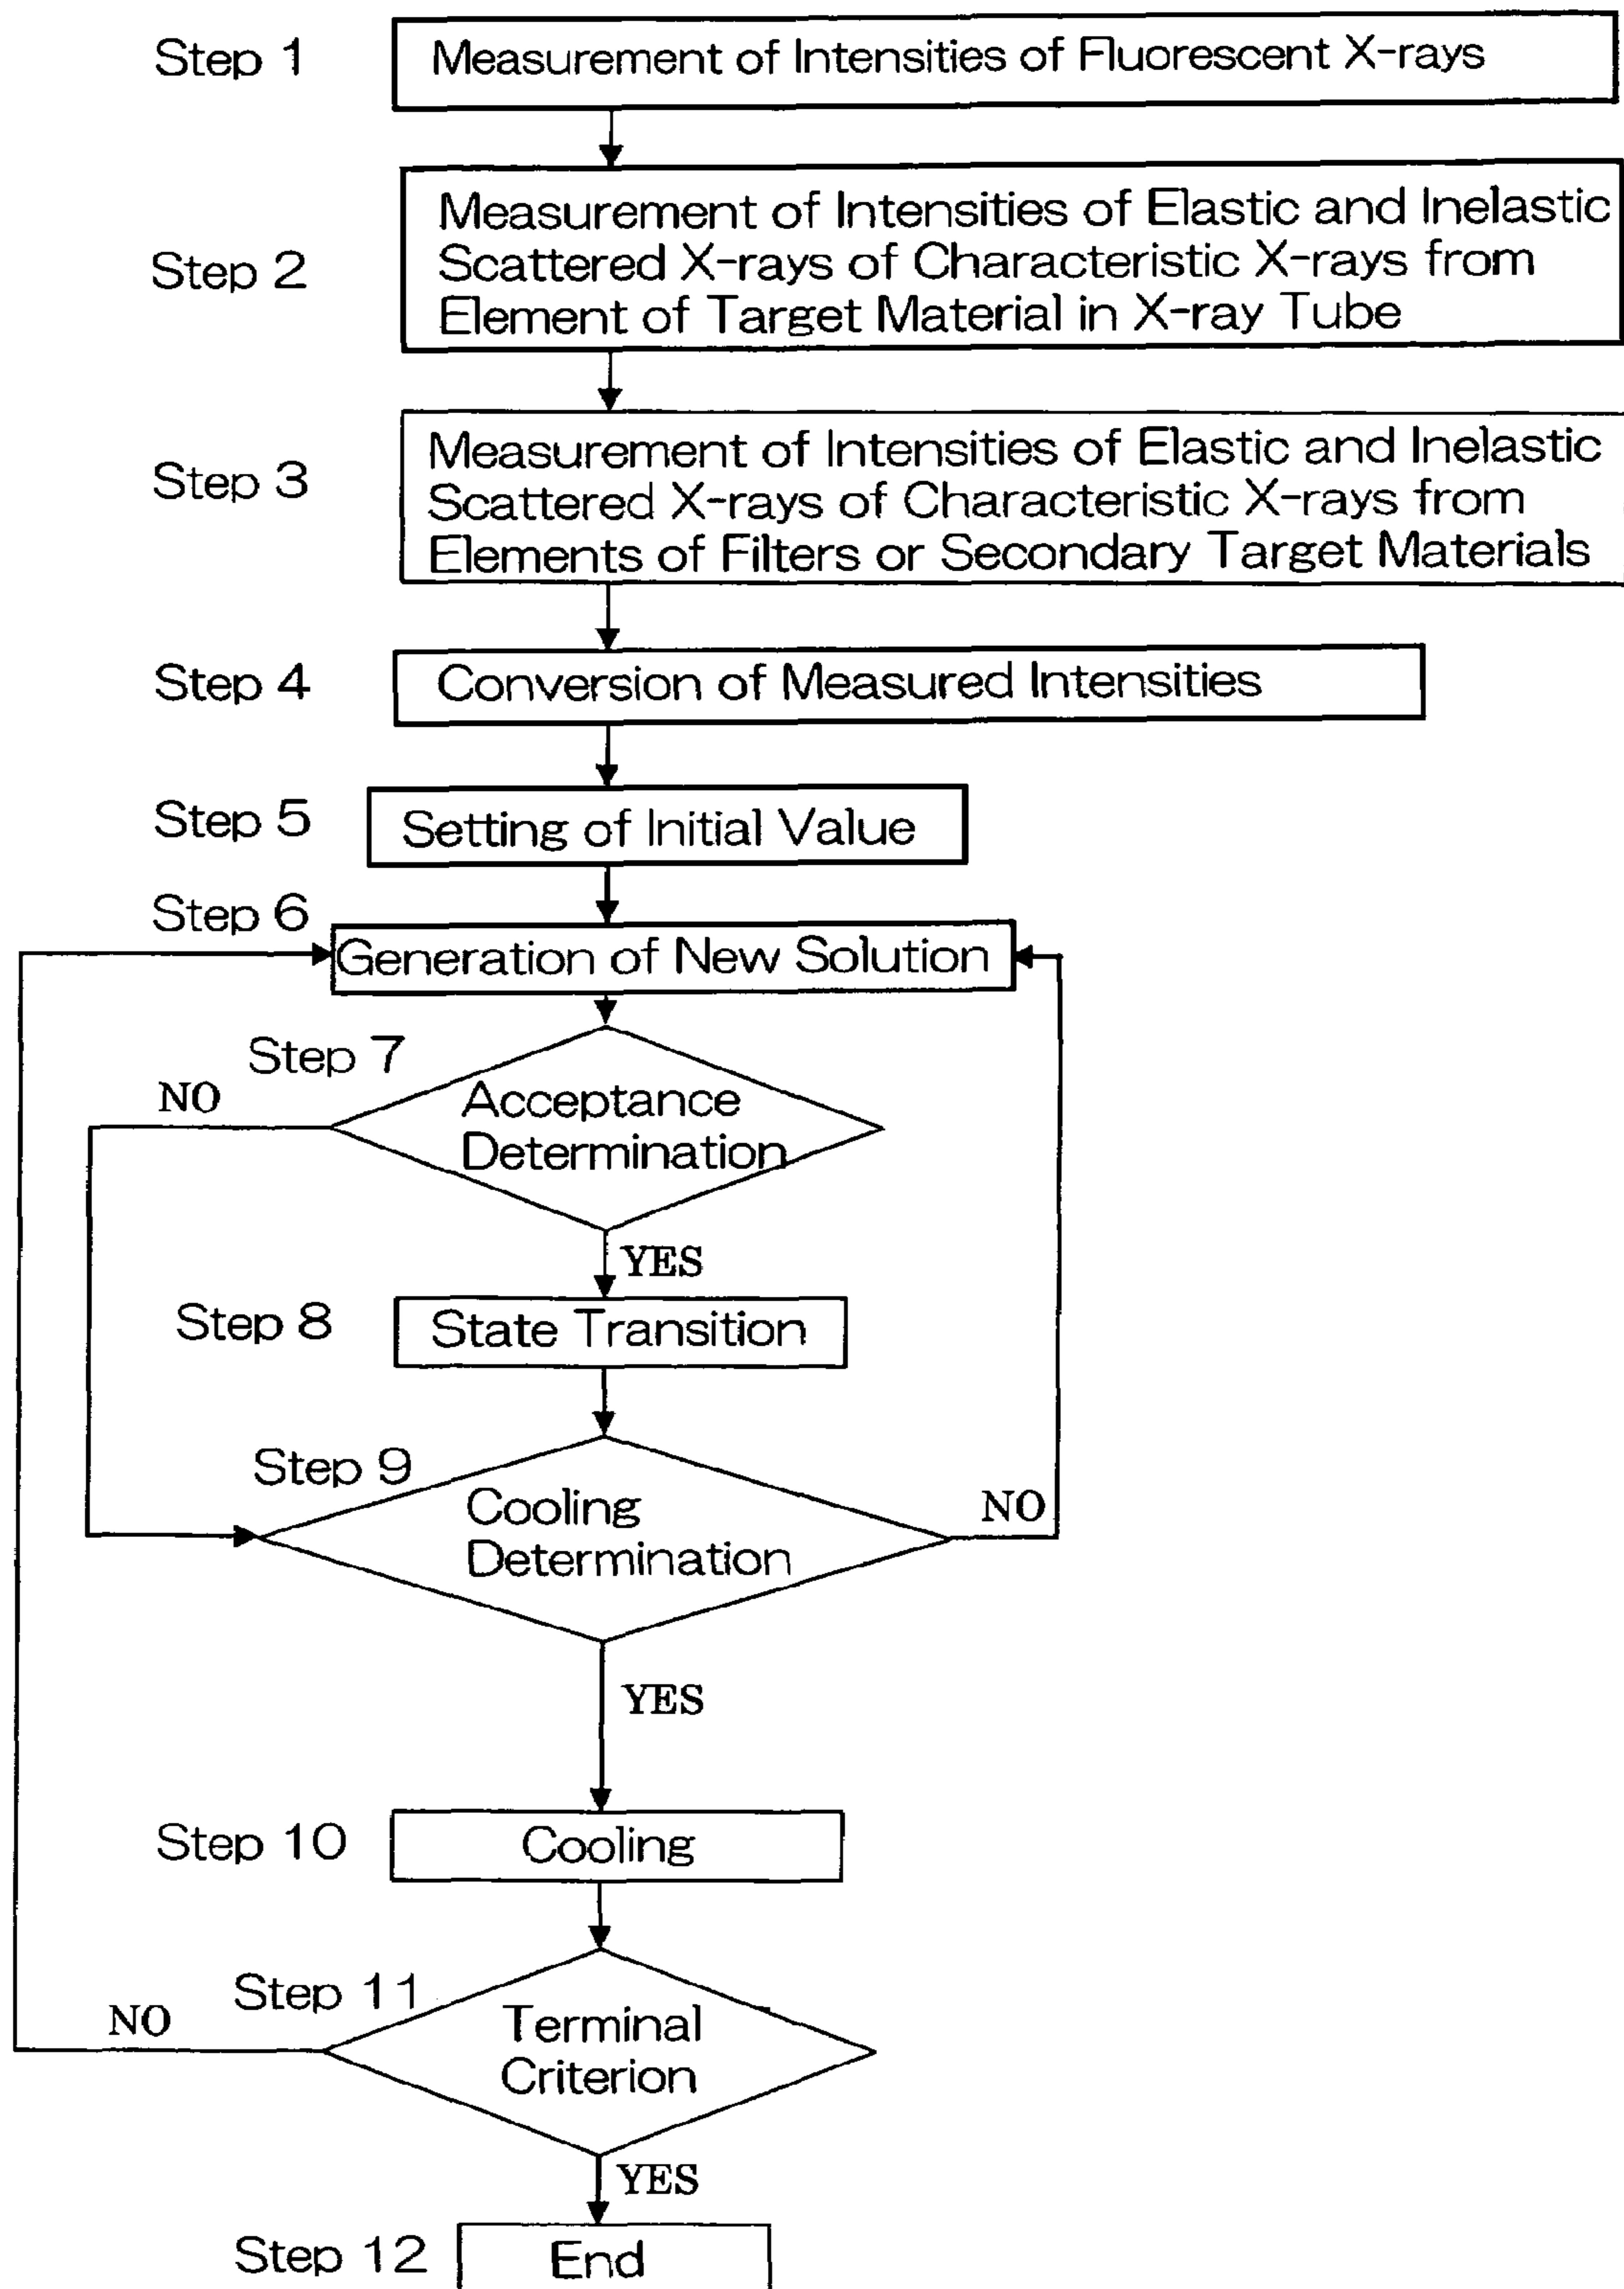 Step 1
Measurement of Intensities of Fluorescent X-rays
Step 2
Measurement of Intensities of Elastic and Inelastic
Scattered X-rays of Characteristic X-rays from
Element of Target Material in X-ray Tube
Step 3
Measurement of Intensities of Elastic and Inelastic
Scattered X-rays of Characteristic X-rays from
Elements of Filters or Secondary Target Materials
Step 4
Conversion of Measured Intensities
Step 5
Setting of Initial Value
Step 6
Generation of New Solution
Step 7
NO
Acceptance
Determination
YES
Step 8
State Transition
Step 9
Cooling
Determination
NO
YES
Step 10
Cooling
Step 11
NO
Terminal
Criterion
YES
Step 12
End